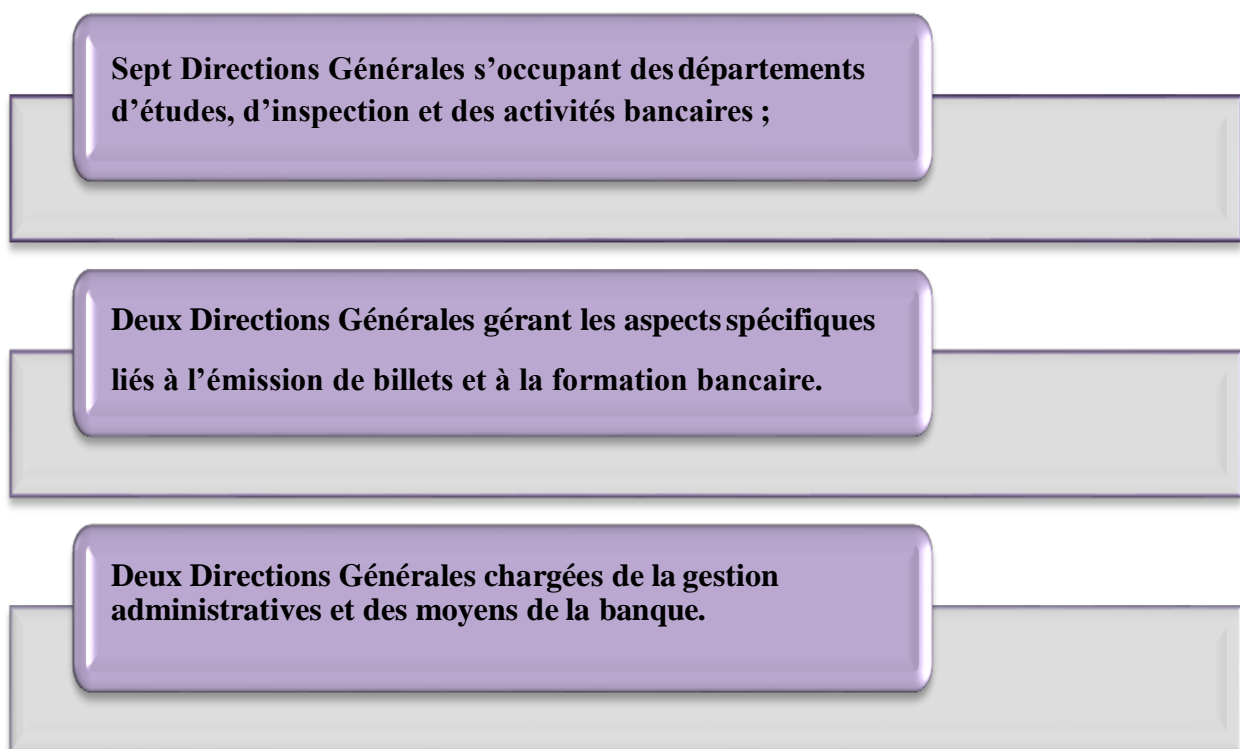 Sept Directions Générales s’occupant des départements
d’études, d’inspection et des activités bancaires ;
Deux Directions Générales gérant les aspects spécifiques
liés à l’émission de billets et à la formation bancaire.
Deux Directions Générales chargées de la gestion
administratives et des moyens de la banque.